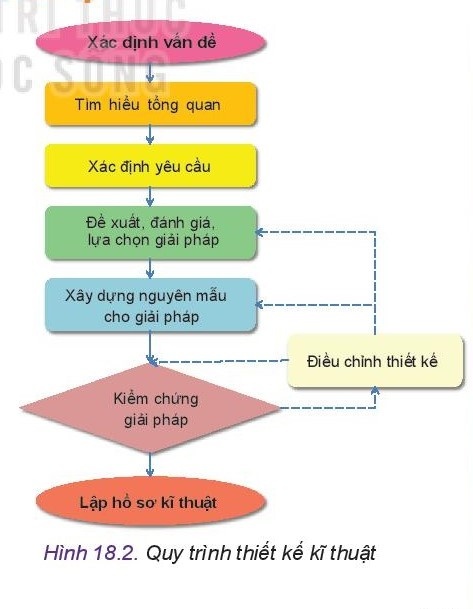 TRI THỨC
ỘC SỐNG
Xác định vấn đề
Tìm hiểu tổng quan
Xác định yêu cầu
Đề xuất, đánh giá,
lựa chọn giải pháp
Xây dựng nguyên mẫu
cho giải pháp
Điều chỉnh thiết kế
Kiểm chứng
giải pháp
Lập hồ sơ kĩ thuật
Hình 18.2. Quy trình thiết kế kĩ thuật